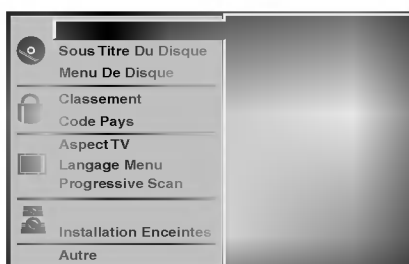 Sous Titre Du Disque
Menu De Disque
Classement
Code Pays
Aspect TV
Langage Menu
Progressive Scan
Installation Enceintes
Autre